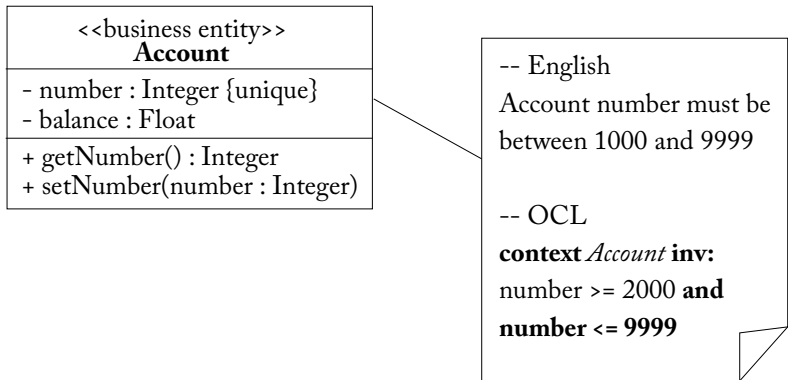 <<business entity>>
Account
- number : Integer {unique}
- balance : Float
+ getNumber() : Integer
+ setNumber(number : Integer)
-- English
Account number must be
between 1000 and 9999
-- OCL
context Account inv:
number >= 2000 and
number <= 9999